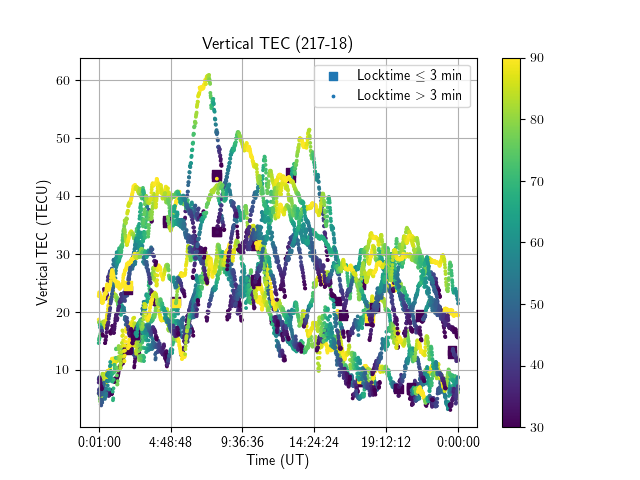 Vertical TEC (217-18)
Locktime ≤ 3 min
Locktime > 3 min
Vertical TEC (TECU)
60
50
40
30
20
10
0:01:00 4:48:48 9:36:36 14:24:24 19:12:12 0:00:00
Time (UT)
90
80
70
60
50
40
30